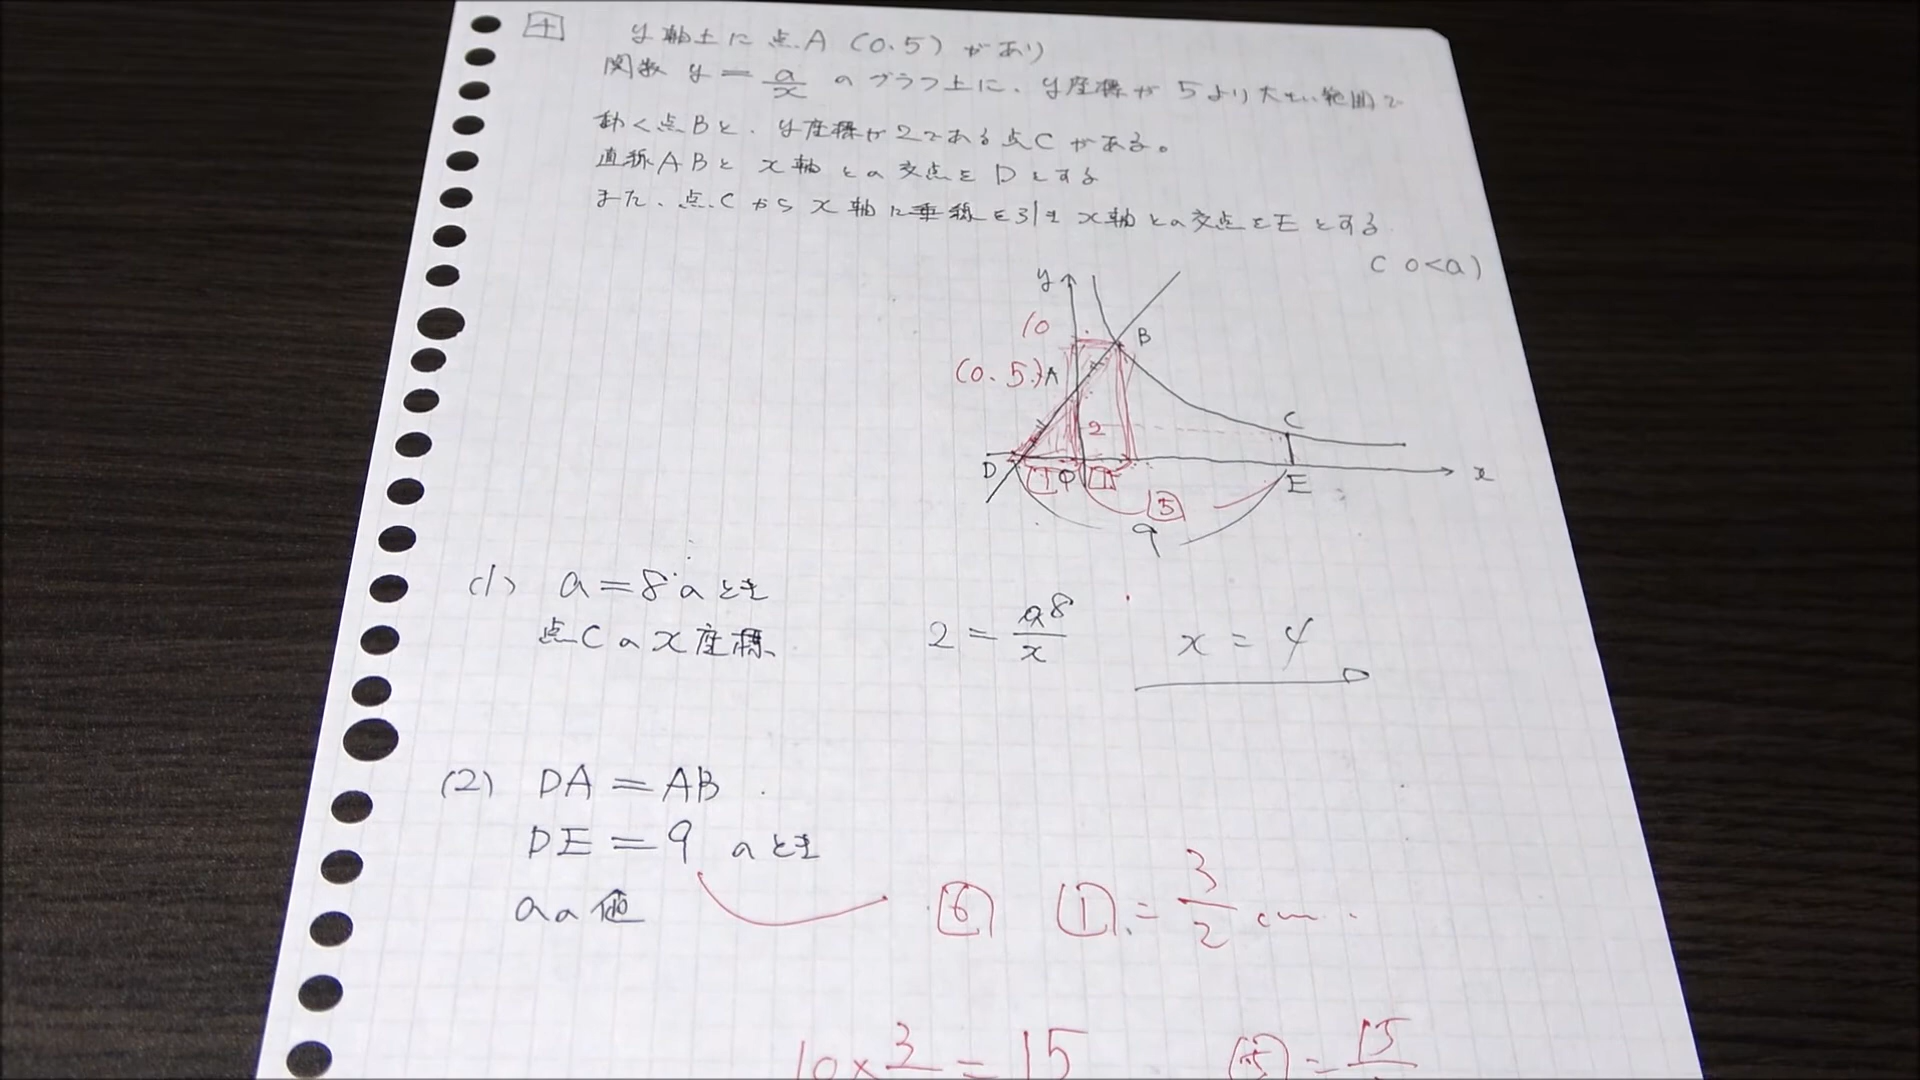 十
y軸上に点A(0.5)があり
関数 y = a/x のグラフ上に、y座標が5より大きい範囲で
動く点Bと、y座標が2である点Cがある。
直線ABとx軸との交点をDとする
また、点Cからx軸に垂線を引きx軸との交点をEとする
(0<a)
y
10
B
(0.5)A
C
2
D
①
O
①
E
x
⑤
9
(1) a=8のとき
点Cのx座標
2 = a8/x
x = 4
(2) DA = AB
DE = 9 のとき
aの値
⑥ ① = 3/2 cm
10×3 = 15
⑤ = 15